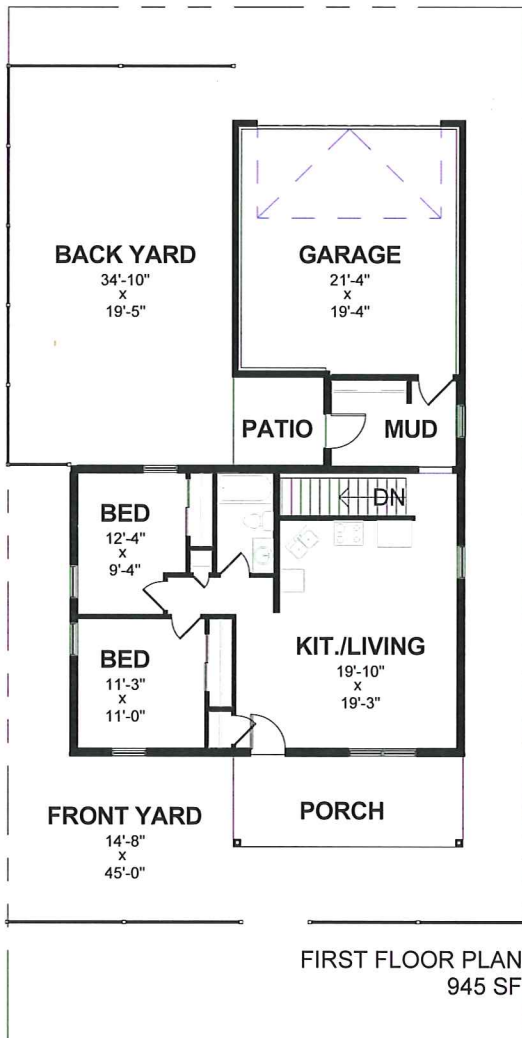 BACK YARD
34'-10"
x
19'-5"
GARAGE
21'-4"
x
19'-4"
PATIO
MUD
BED
12'-4"
x
9'-4"
DN
BED
11'-3"
x
11'-0"
KIT./LIVING
19'-10"
x
19'-3"
FRONT YARD
14'-8"
x
45'-0"
PORCH
FIRST FLOOR PLAN
945 SF